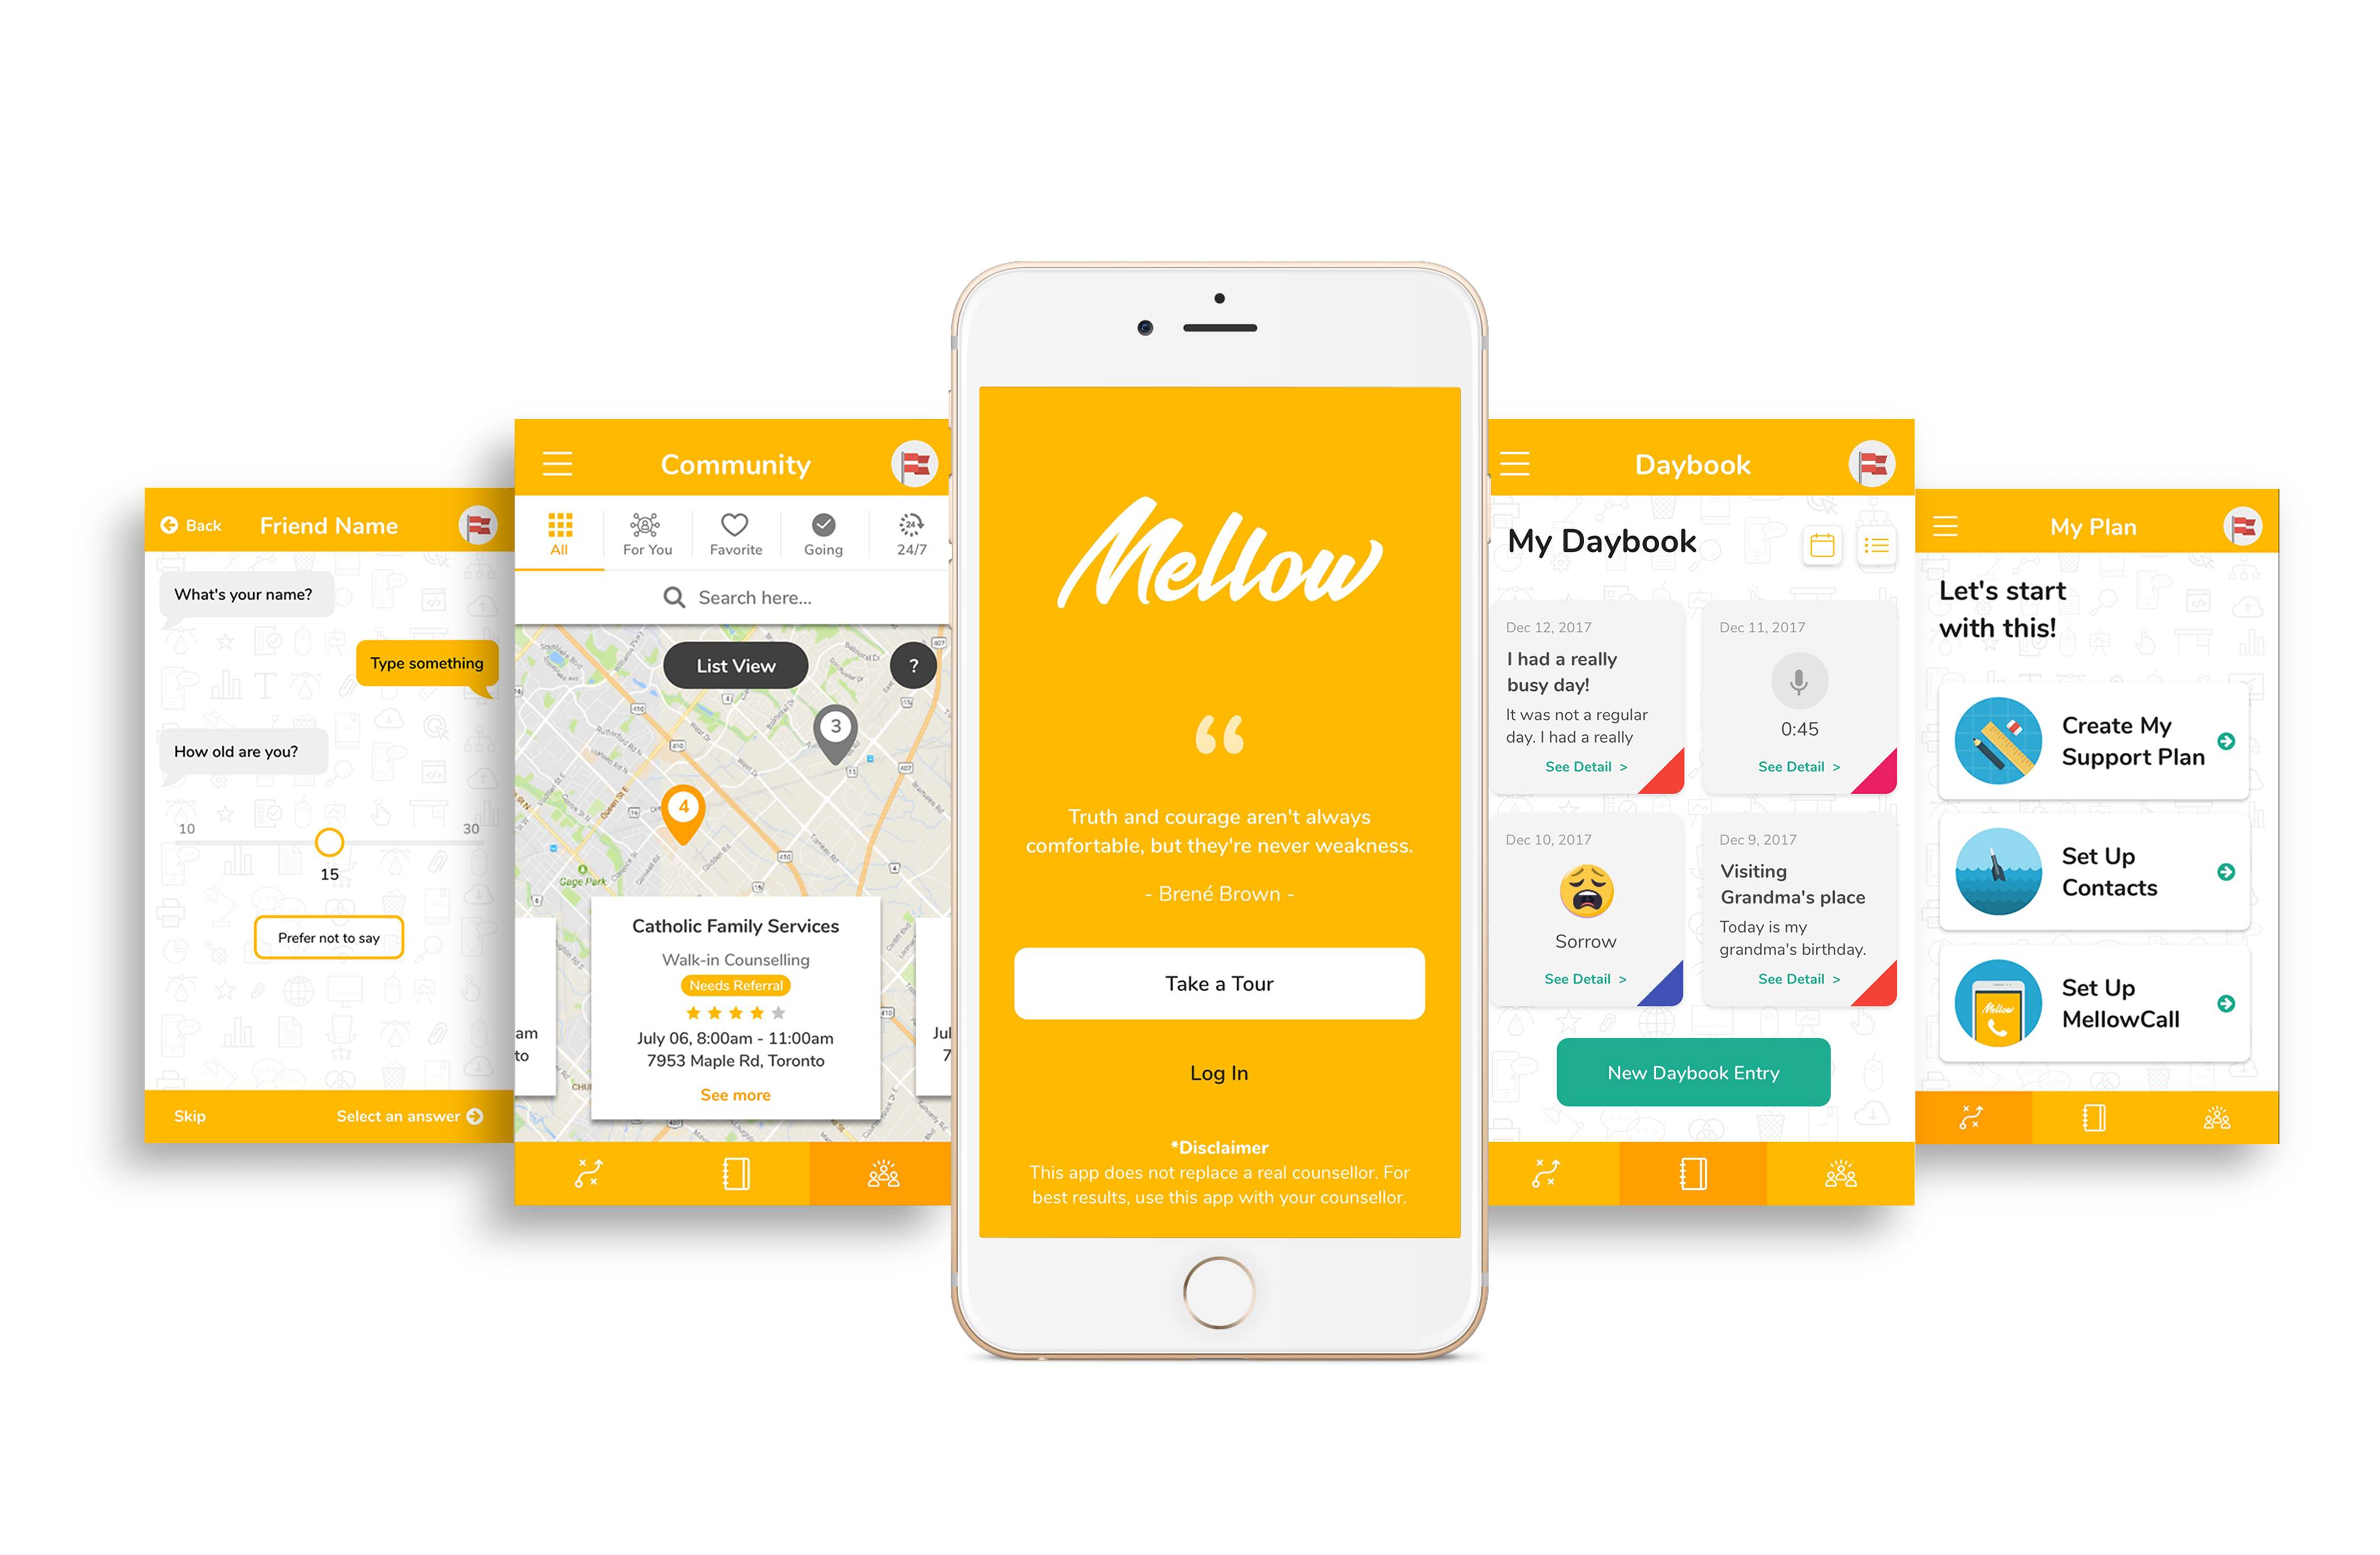 Back
Friend Name
What's your name?
Type something
How old are you?
10
30
15
Prefer not to say
Skip
Select an answer
Community
All
For You
Favorite
Going
24
24/7
Search here...
List View
?
3
4
Gage Park
Catholic Family Services
Walk-in Counselling
Needs Referral
July 06, 8:00am - 11:00am
7953 Maple Rd, Toronto
See more
am
to
Jul
7
Mellow
“
Truth and courage aren't always
comfortable, but they're never weakness.
- Brené Brown -
Take a Tour
Log In
*Disclaimer
This app does not replace a real counsellor. For
best results, use this app with your counsellor.
Daybook
My Daybook
Dec 12, 2017
I had a really
busy day!
It was not a regular
day. I had a really
See Detail >
Dec 11, 2017
0:45
See Detail >
Dec 10, 2017
Sorrow
See Detail >
Dec 9, 2017
Visiting
Grandma's place
Today is my
grandma's birthday.
See Detail >
New Daybook Entry
My Plan
Let's start
with this!
Create My
Support Plan
Set Up
Contacts
Mellow
Set Up
MellowCall